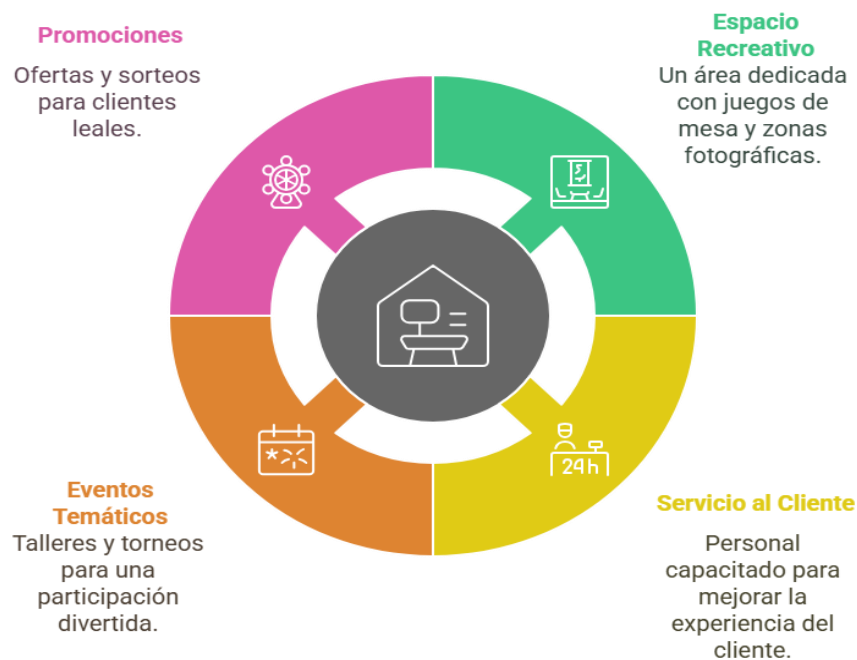 Promociones
Ofertas y sorteos
para clientes
leales.
Espacio
Recreativo
Un área dedicada
con juegos de
mesa y zonas
fotográficas.
24h
Eventos
Temáticos
Talleres y torneos
para una
participación
divertida.
Servicio al Cliente
Personal
capacitado para
mejorar la
experiencia del
cliente.